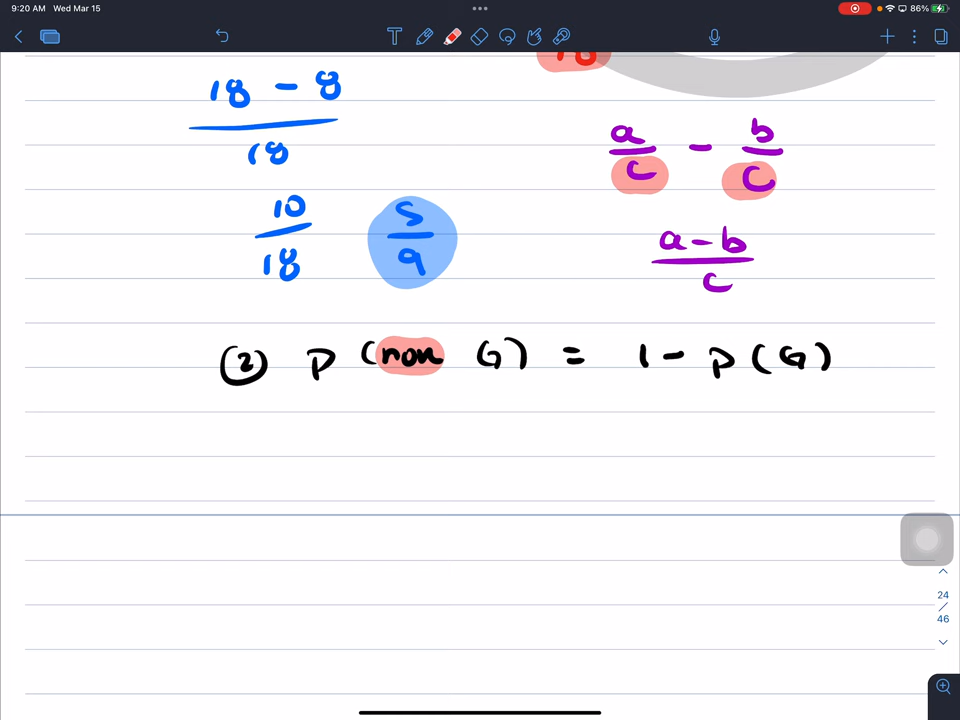 9:20 AM Wed Mar 15
86%
18 - 8
18
10
18
5
9
18
a/c - b/c
a - b
c
(2) P (non G) = 1 - P (G)
24
/
46